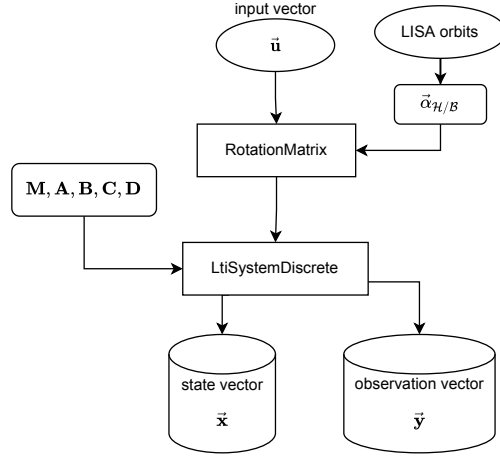 input vector
u⃗
LISA orbits
α⃗_{H/B}
RotationMatrix
M, A, B, C, D
LtiSystemDiscrete
state vector
x⃗
observation vector
y⃗